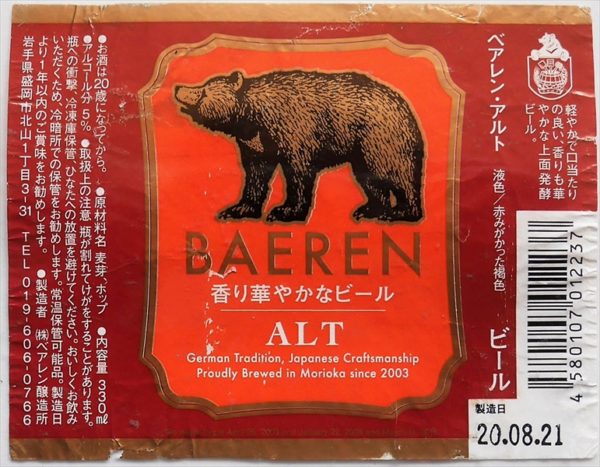 BAEREN
香り華やかなビール
ALT
German Tradition, Japanese Craftsmanship
Proudly Brewed in Morioka since 2003
軽やかで口当たり
の良い、香りも華
やかな上面発酵
ビール。
ベアレン・アルト 液色/赤みがかった褐色 ビール
4 580107 012237
製造日
20.08.21
●お酒は20歳になってから。 ●原材料名 麦芽、ホップ ●内容量 330㎖
●アルコール分 5% ●取扱上の注意 瓶が割れてけがをすることがあります。
瓶への衝撃、冷凍庫保管、ひなたへの放置を避けてください。おいしくお飲み
いただくため、冷暗所での保管をお勧めします。常温保管可能品。製造日
より1年以内のご賞味をお勧めします。 ●製造者 ㈱ベアレン醸造所
岩手県盛岡市北山1丁目3-31 TEL 019-606-0766